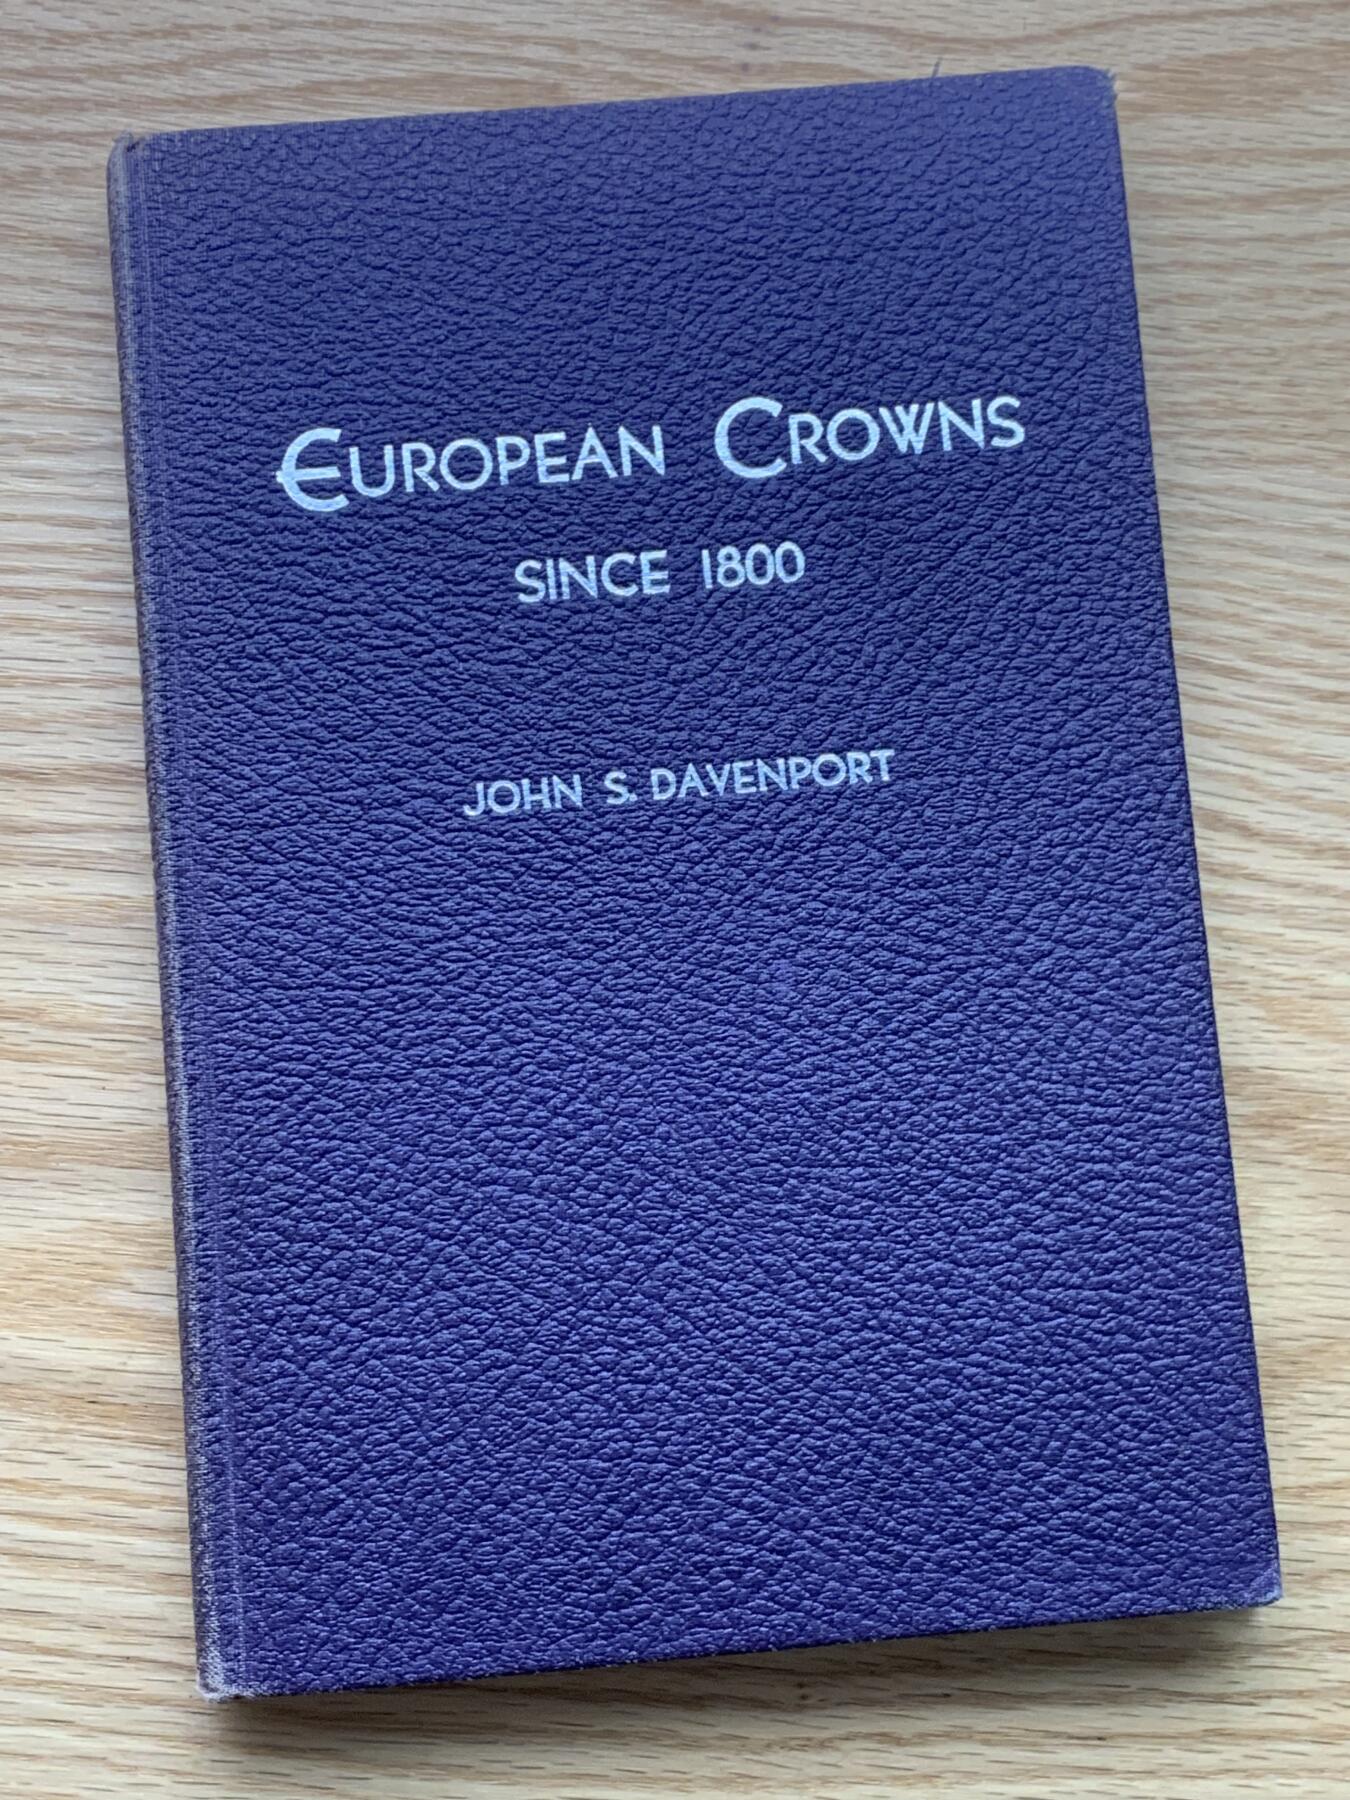 EUROPEAN CROWNS
SINCE 1800
JOHN S. DAVENPORT